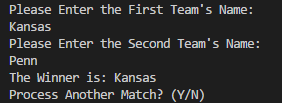 Please Enter the First Team's Name:
Kansas
Please Enter the Second Team's Name:
Penn
The Winner is: Kansas
Process Another Match? (Y/N)